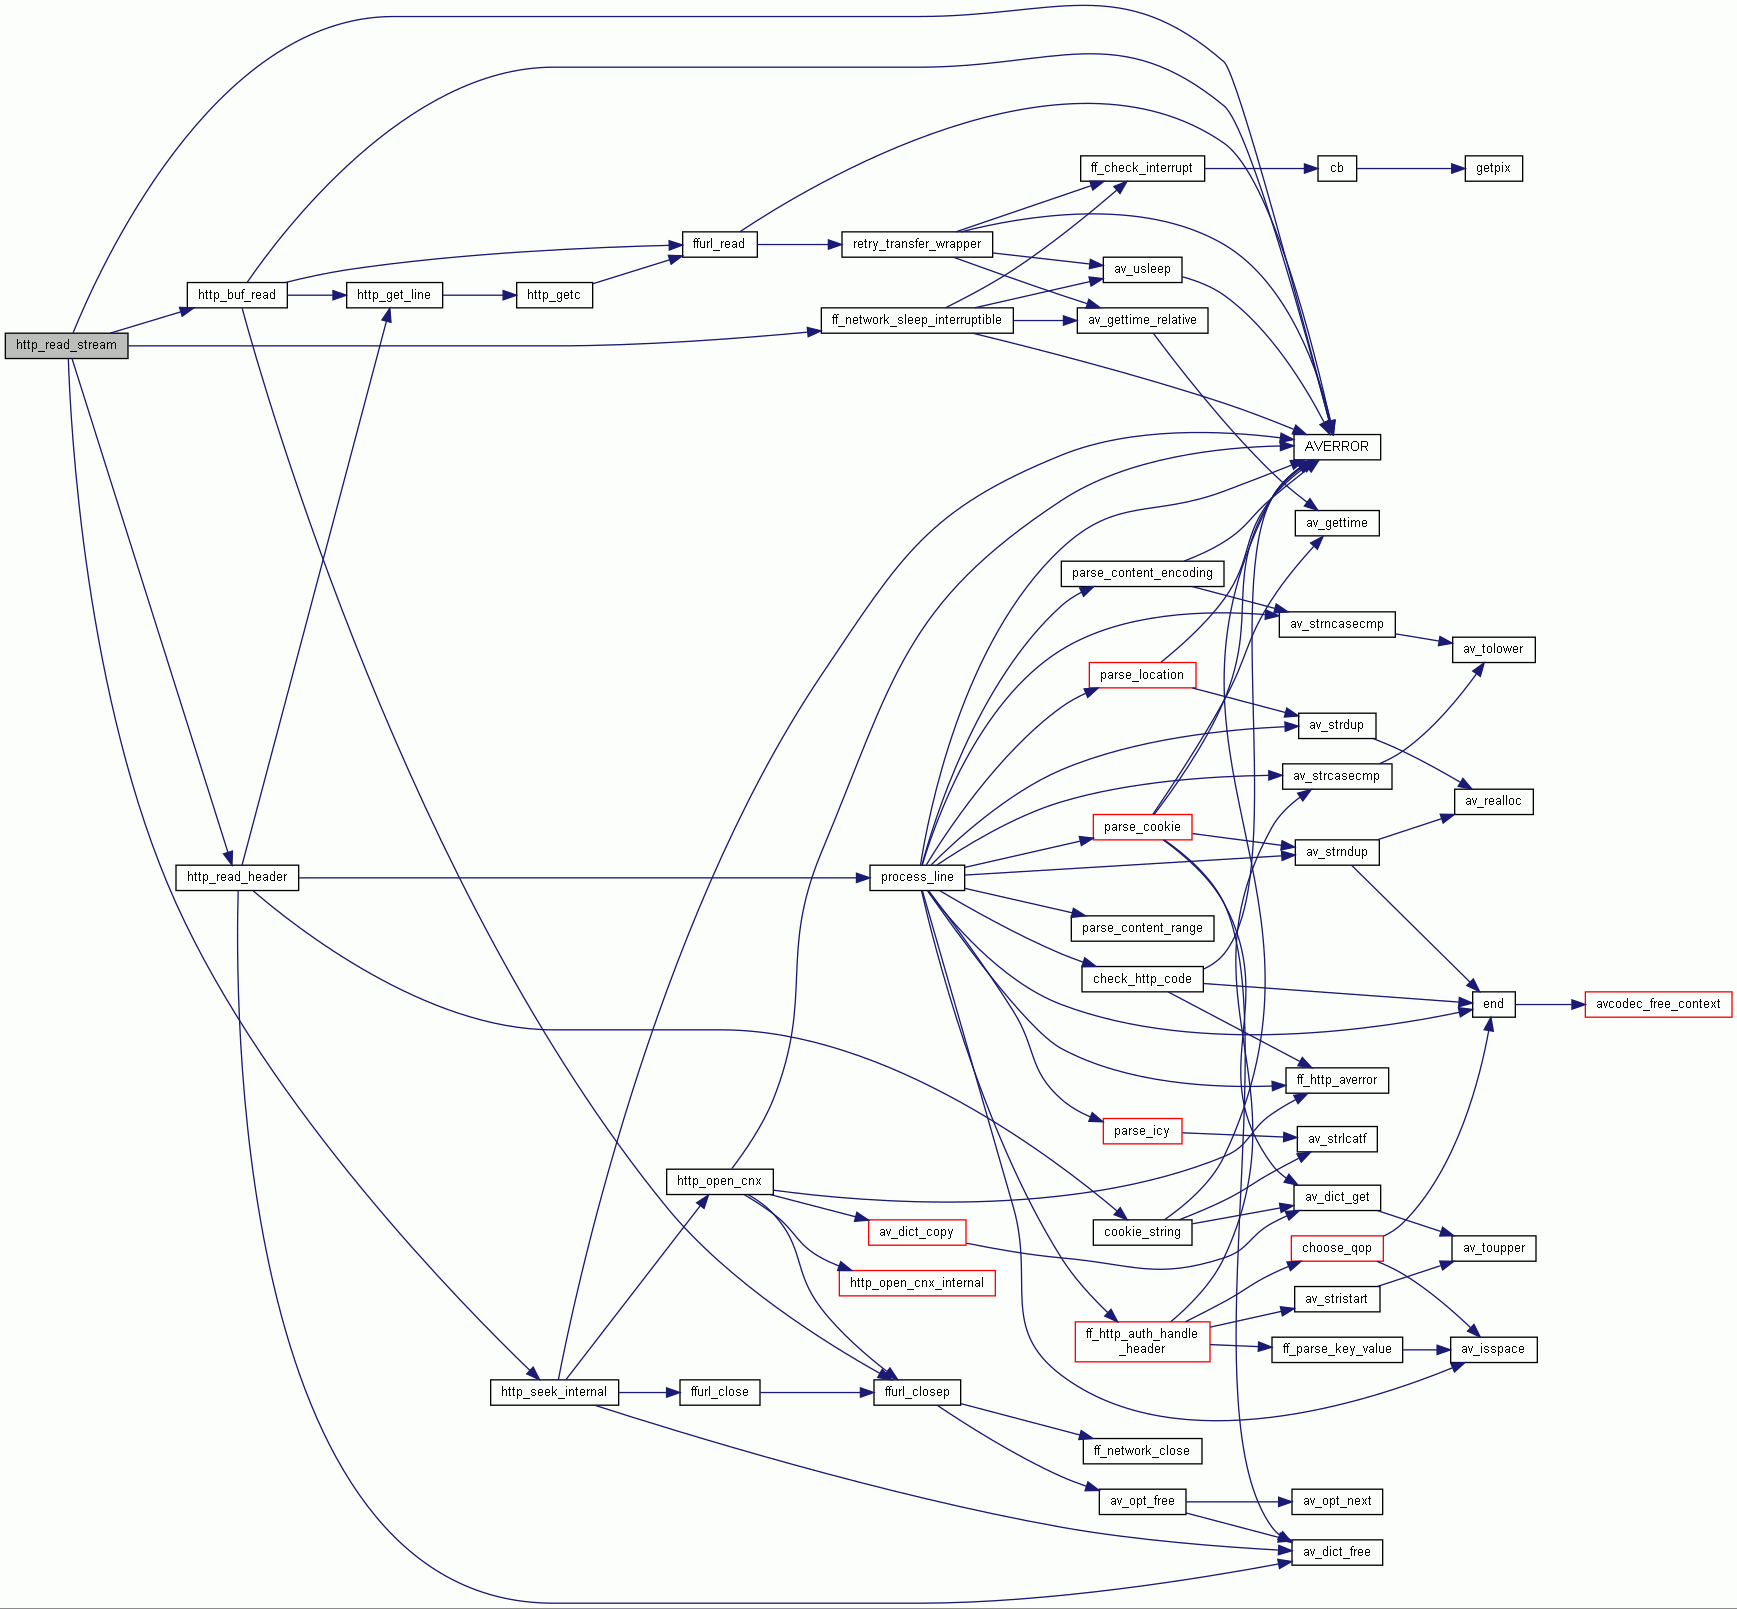 ff_check_interrupt
cb
getpix
ffurl_read
retry_transfer_wrapper
av_usleep
http_buf_read
http_get_line
http_getc
ff_network_sleep_interruptible
av_gettime_relative
http_read_stream
AVERROR
av_gettime
parse_content_encoding
av_strncasecmp
av_tolower
parse_location
av_strdup
av_strcasecmp
av_realloc
parse_cookie
av_strndup
http_read_header
process_line
parse_content_range
check_http_code
end
avcodec_free_context
ff_http_averror
parse_icy
av_strlcatf
http_open_cnx
av_dict_get
av_dict_copy
cookie_string
choose_qop
av_toupper
http_open_cnx_internal
av_stristart
ff_http_auth_handle
_header
ff_parse_key_value
av_isspace
http_seek_internal
ffurl_close
ffurl_closep
ff_network_close
av_opt_free
av_opt_next
av_dict_free